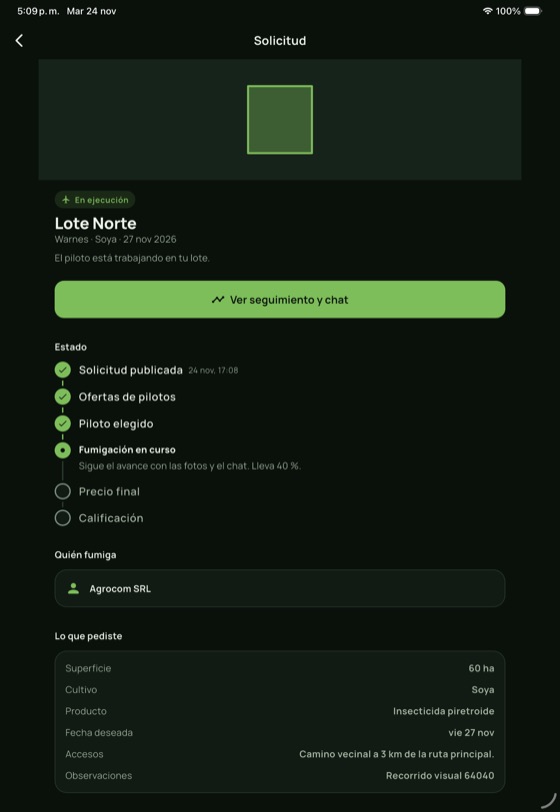 5:09 p. m. Mar 24 nov
100%
Solicitud
En ejecución
Lote Norte
Warnes · Soya · 27 nov 2026
El piloto está trabajando en tu lote.
Ver seguimiento y chat
Estado
Solicitud publicada 24 nov, 17:08
Ofertas de pilotos
Piloto elegido
Fumigación en curso
Sigue el avance con las fotos y el chat. Lleva 40 %.
Precio final
Calificación
Quién fumiga
Agrocom SRL
Lo que pediste
Superficie 60 ha
Cultivo Soya
Producto Insecticida piretroide
Fecha deseada vie 27 nov
Accesos Camino vecinal a 3 km de la ruta principal.
Observaciones Recorrido visual 64040